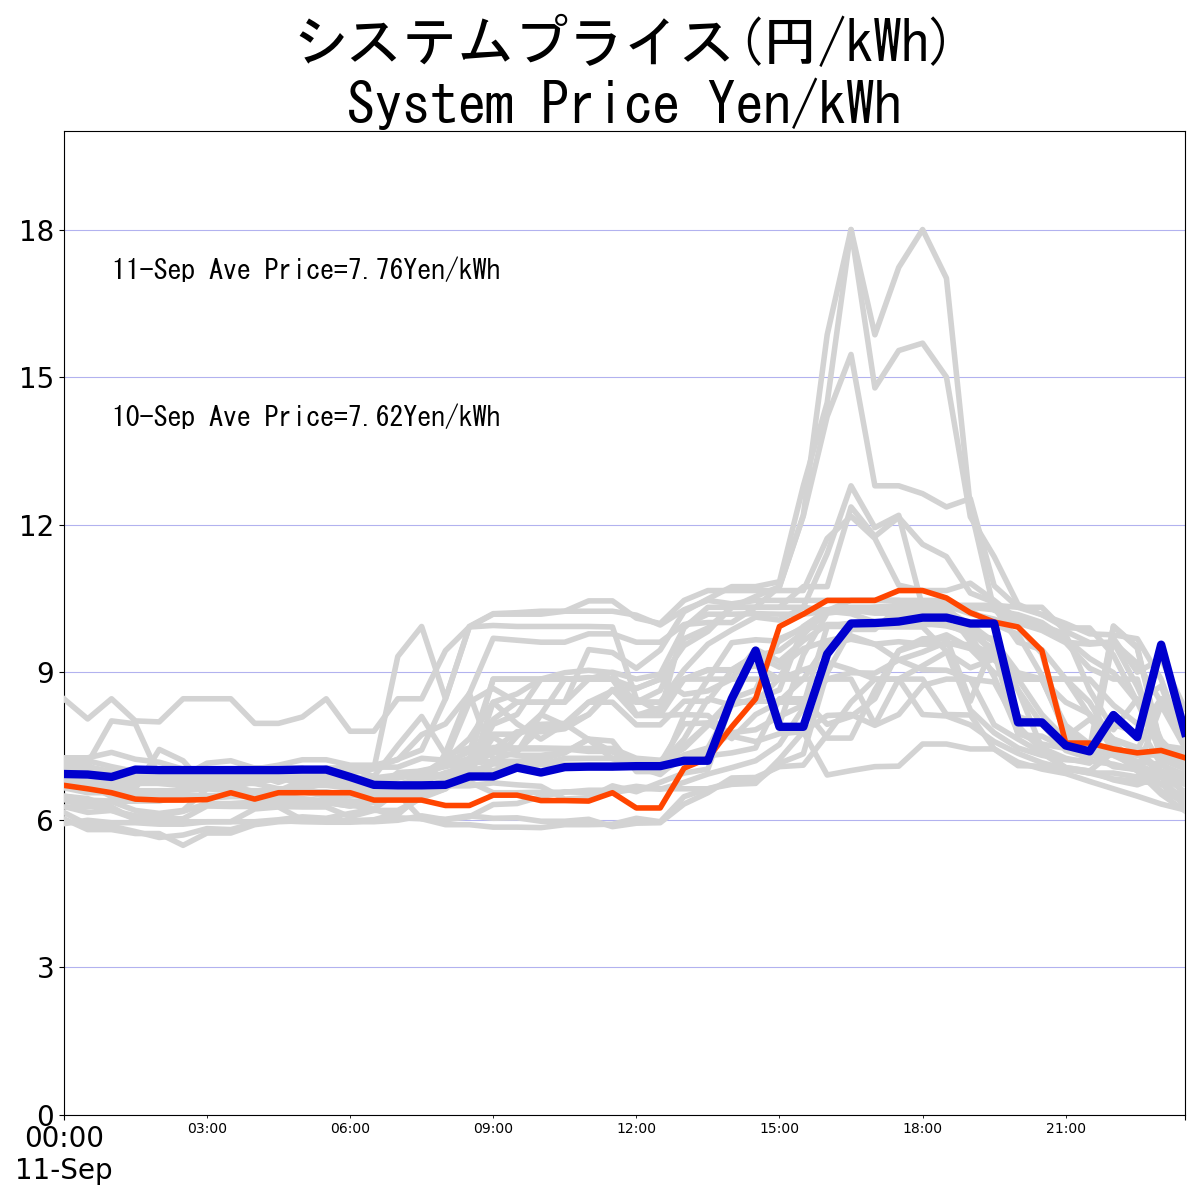 システムプライス(円/kWh)
System Price Yen/kWh
18
11-Sep Ave Price=7.76Yen/kWh
15
10-Sep Ave Price=7.62Yen/kWh
12
9
6
3
0
00:00 03:00 06:00 09:00 12:00 15:00 18:00 21:00
11-Sep